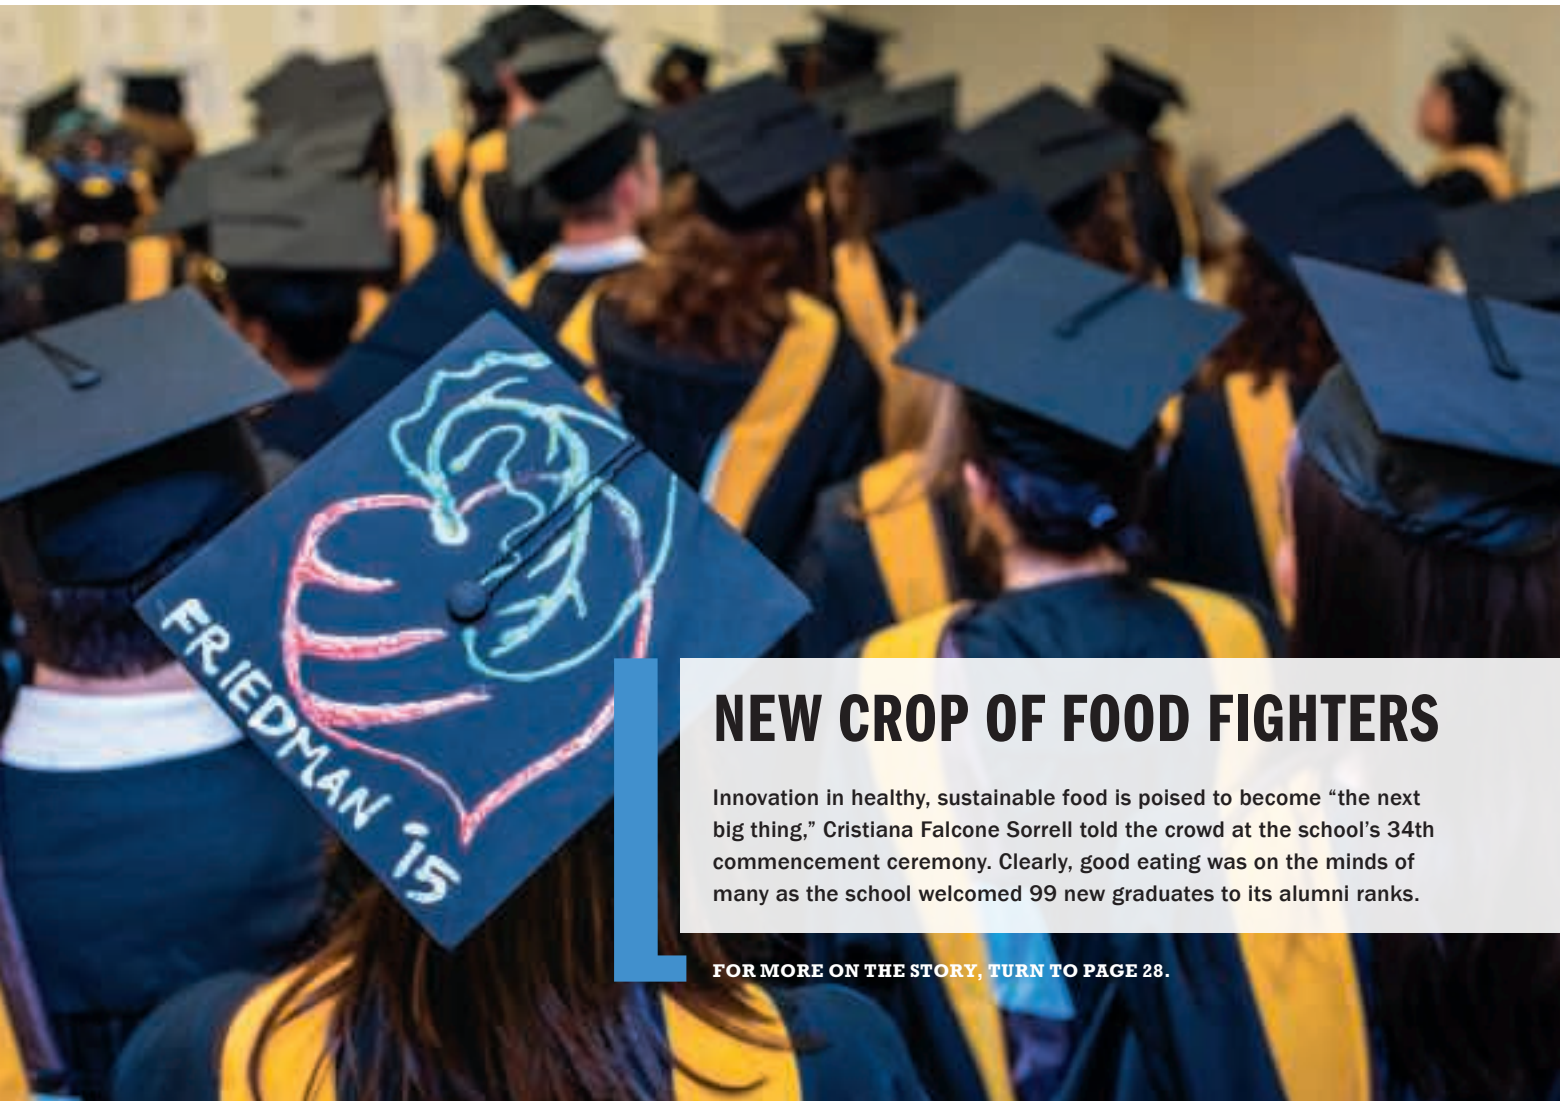 FRIEDMAN '15
NEW CROP OF FOOD FIGHTERS
Innovation in healthy, sustainable food is poised to become “the next
big thing,” Cristiana Falcone Sorrell told the crowd at the school’s 34th
commencement ceremony. Clearly, good eating was on the minds of
many as the school welcomed 99 new graduates to its alumni ranks.
FOR MORE ON THE STORY, TURN TO PAGE 28.